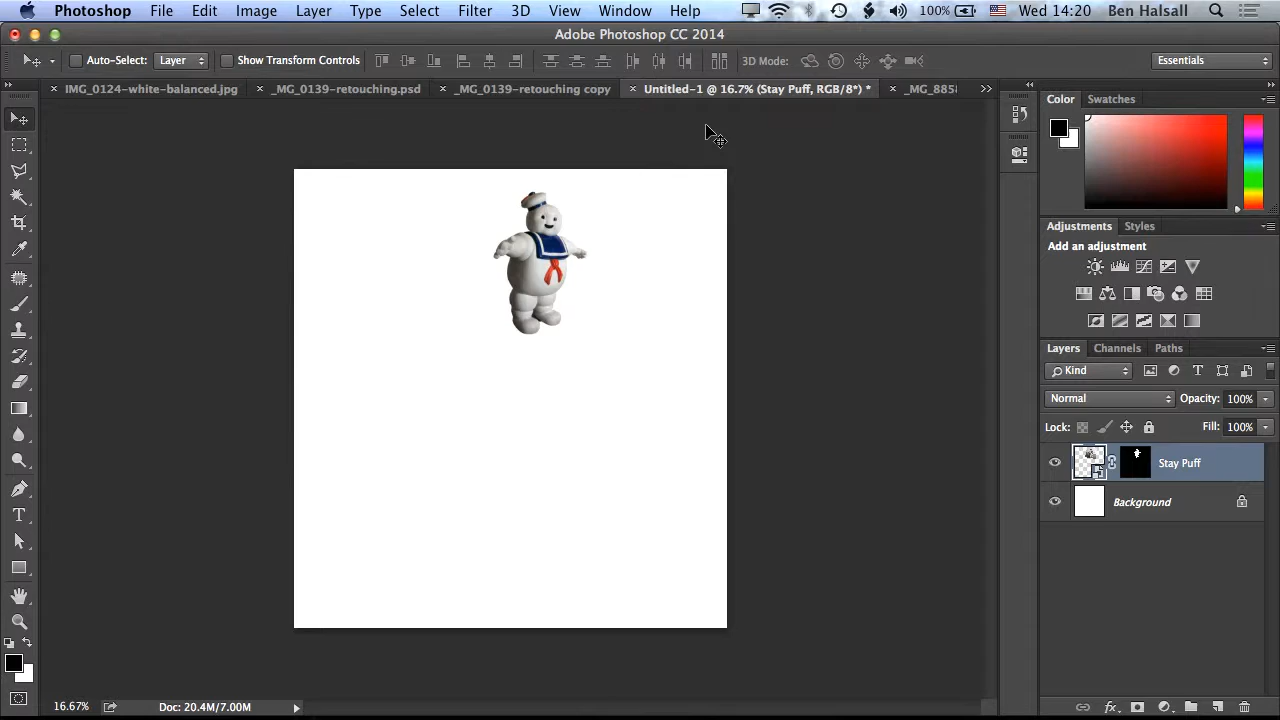 Photoshop File Edit Image Layer Type Select Filter 3D View Window Help 100% Wed 14:20 Ben Halsall
Adobe Photoshop CC 2014
Auto-Select: Layer Show Transform Controls 3D Mode: Essentials
IMG_0124-white-balanced.jpg _MG_0139-retouching.psd _MG_0139-retouching copy Untitled-1 @ 16.7% (Stay Puff, RGB/8*) * _MG_885
Color Swatches
Adjustments Styles
Add an adjustment
Layers Channels Paths
Kind
Normal Opacity: 100%
Lock: Fill: 100%
Stay Puff
Background
16.67% Doc: 20.4M/7.00M